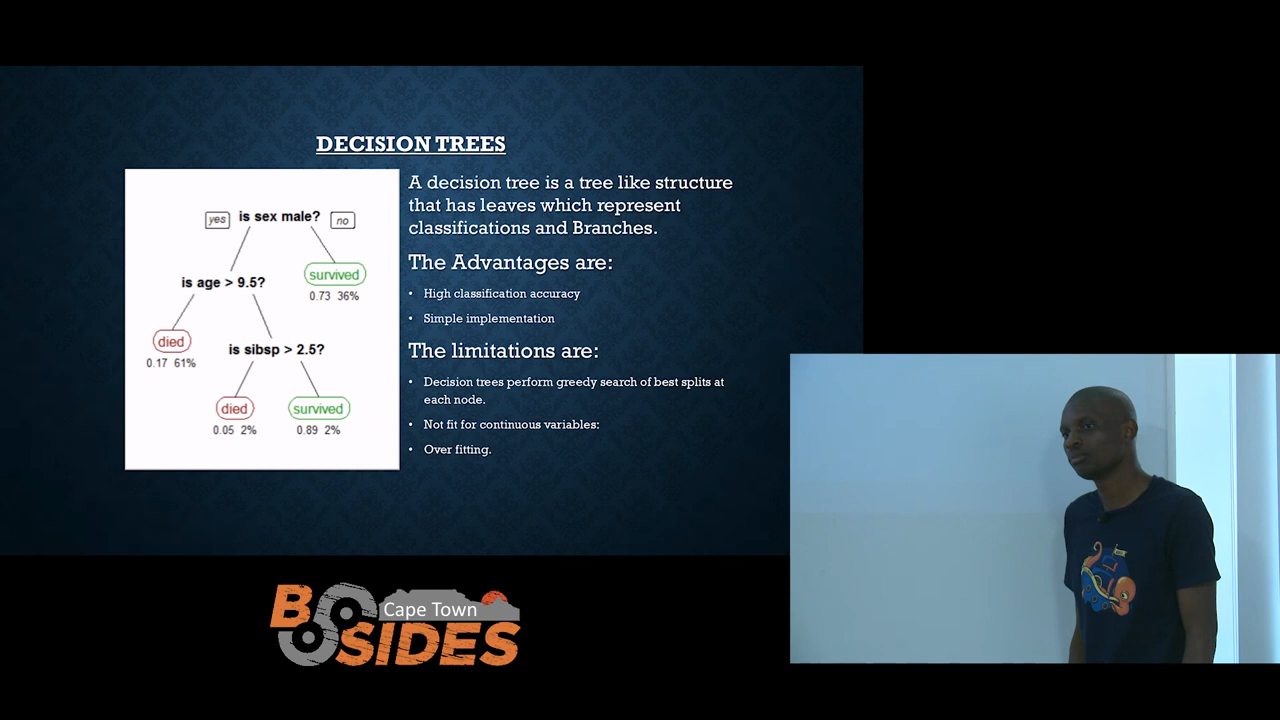 DECISION TREES
yes
is sex male?
no
is age > 9.5?
survived
0.73 36%
died
0.17 61%
is sibsp > 2.5?
died
0.05 2%
survived
0.89 2%
A decision tree is a tree like structure
that has leaves which represent
classifications and Branches.
The Advantages are:
• High classification accuracy
• Simple implementation
The limitations are:
• Decision trees perform greedy search of best splits at
each node.
• Not fit for continuous variables:
• Over fitting.
BSIDES
Cape Town